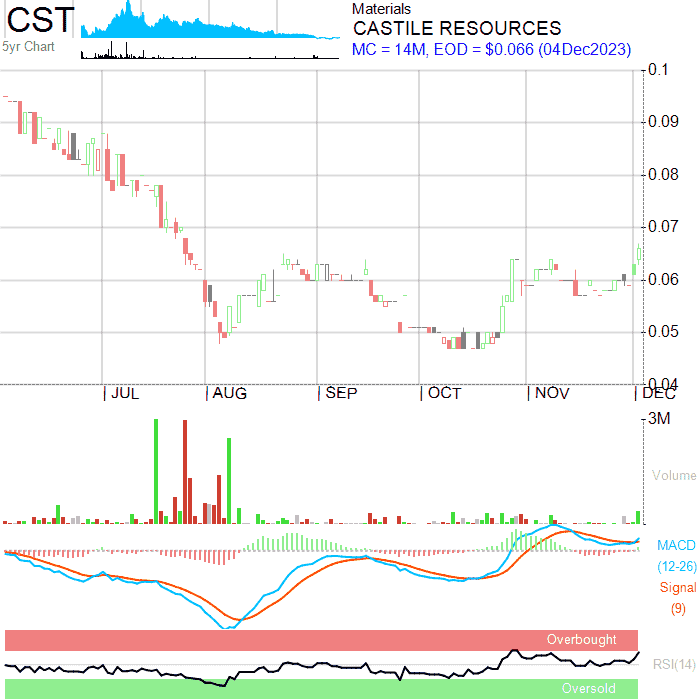 CST
5yr Chart
Materials
CASTILE RESOURCES
MC = 14M, EOD = $0.066 (04Dec2023)
0.1
0.09
0.08
0.07
0.06
0.05
0.04
JUL
AUG
SEP
OCT
NOV
DEC
3M
Volume
MACD
(12-26)
Signal
(9)
Overbought
RSI(14)
Oversold